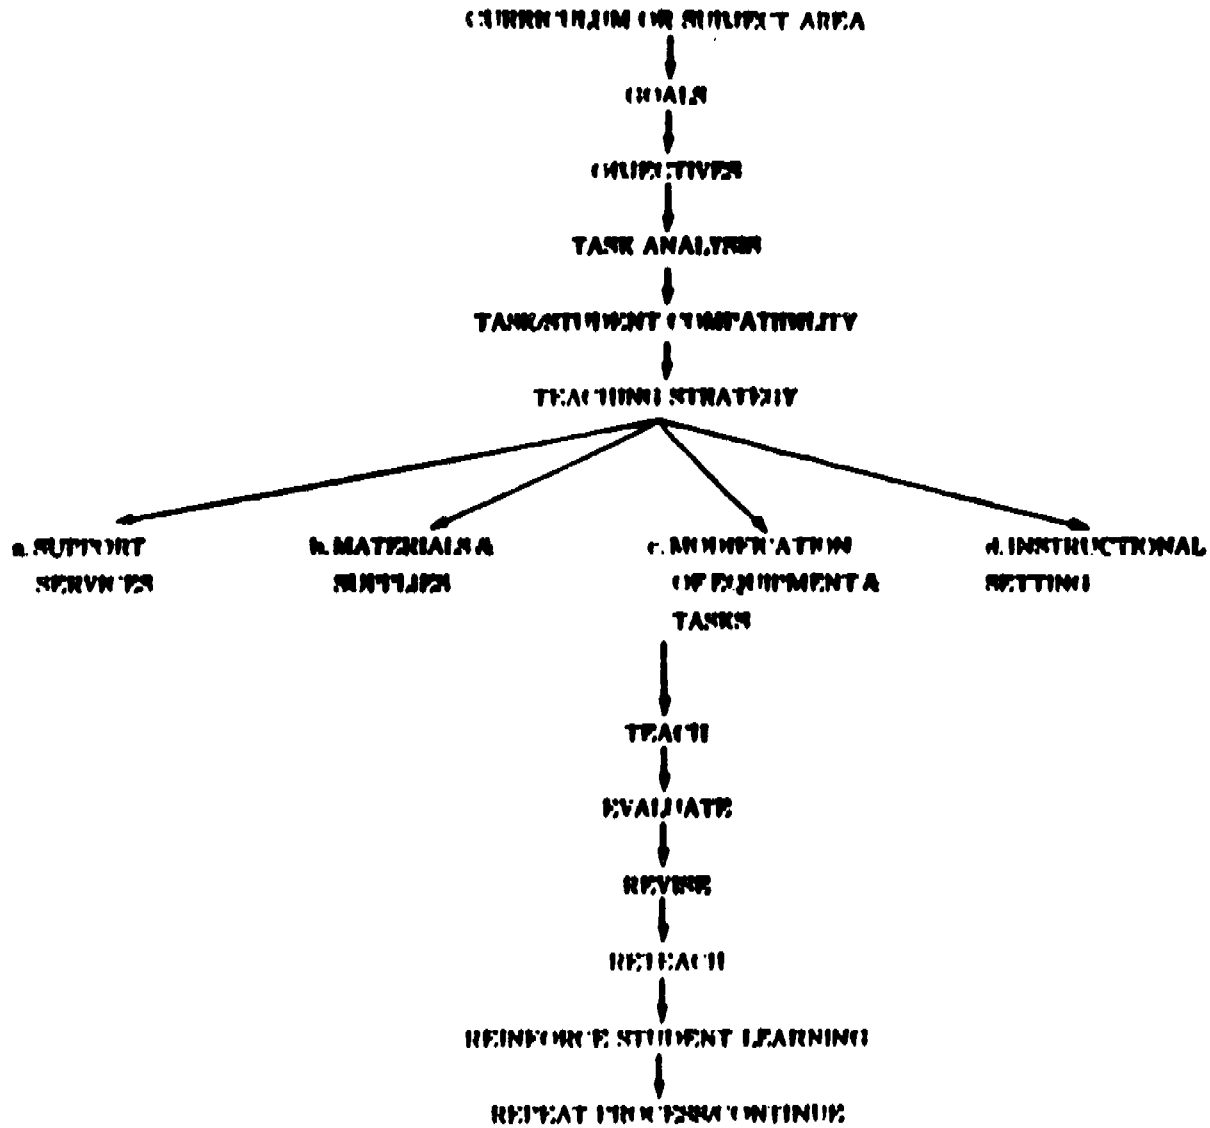 CURRICULUM OR SUBJECT AREA
GOALS
OBJECTIVES
TASK ANALYSIS
TASK/STUDENT COMPATIBILITY
TEACHING STRATEGY
a. SUPPORT
SERVICES
b. MATERIALS &
SUPPLIES
c. MODIFICATION
OF EQUIPMENT &
TASKS
d. INSTRUCTIONAL
SETTING
TEACH
EVALUATE
REVISE
RETEACH
REINFORCE STUDENT LEARNING
REPEAT PROCESS/CONTINUE